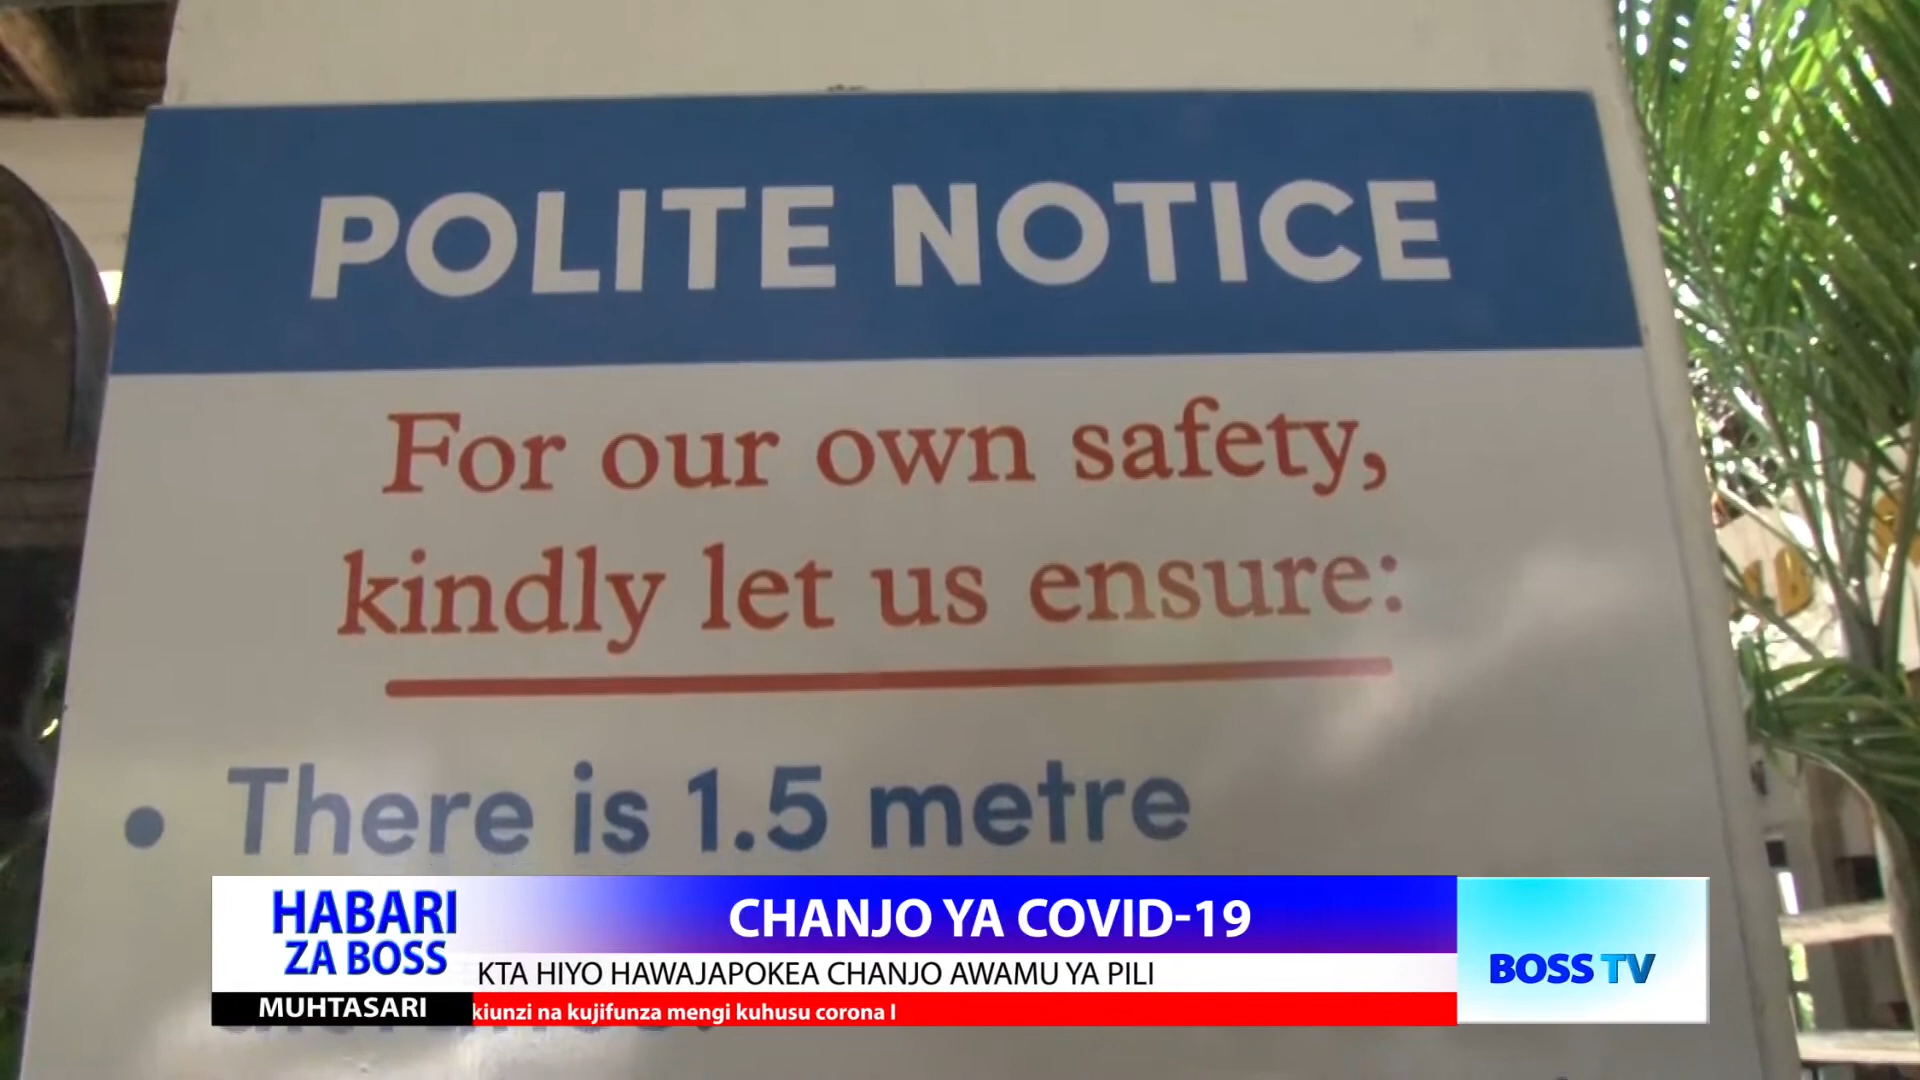 POLITE NOTICE
For our own safety,
kindly let us ensure:
• There is 1.5 metre
HABARI
ZA BOSS
CHANJO YA COVID-19
KTA HIYO HAWAJAPOKEA CHANJO AWAMU YA PILI
MUHTASARI
kiunzi na kujifunza mengi kuhusu corona I
BOSS TV